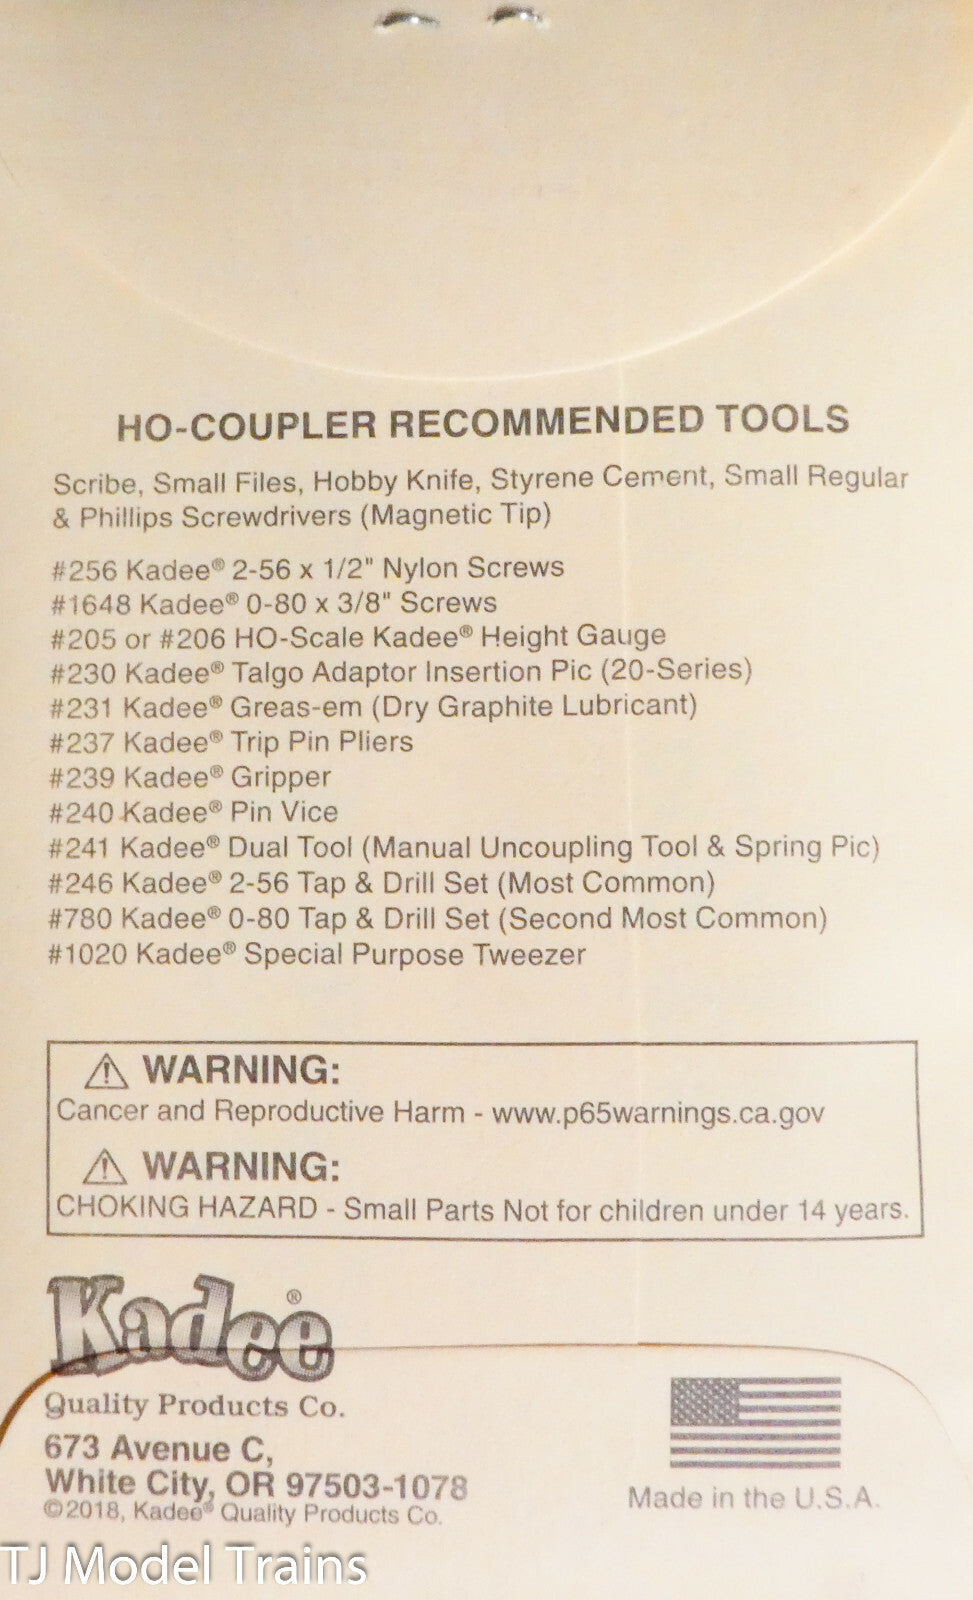 HO-COUPLER RECOMMENDED TOOLS
Scribe, Small Files, Hobby Knife, Styrene Cement, Small Regular
& Phillips Screwdrivers (Magnetic Tip)
#256 Kadee® 2-56 x 1/2" Nylon Screws
#1648 Kadee® 0-80 x 3/8" Screws
#205 or #206 HO-Scale Kadee® Height Gauge
#230 Kadee® Talgo Adaptor Insertion Pic (20-Series)
#231 Kadee® Greas-em (Dry Graphite Lubricant)
#237 Kadee® Trip Pin Pliers
#239 Kadee® Gripper
#240 Kadee® Pin Vice
#241 Kadee® Dual Tool (Manual Uncoupling Tool & Spring Pic)
#246 Kadee® 2-56 Tap & Drill Set (Most Common)
#780 Kadee® 0-80 Tap & Drill Set (Second Most Common)
#1020 Kadee® Special Purpose Tweezer
⚠ WARNING:
Cancer and Reproductive Harm - www.p65warnings.ca.gov
⚠ WARNING:
CHOKING HAZARD - Small Parts Not for children under 14 years.
Kadee®
Quality Products Co.
673 Avenue C,
White City, OR 97503-1078
©2018, Kadee® Quality Products Co.
Made in the U.S.A.
TJ Model Trains